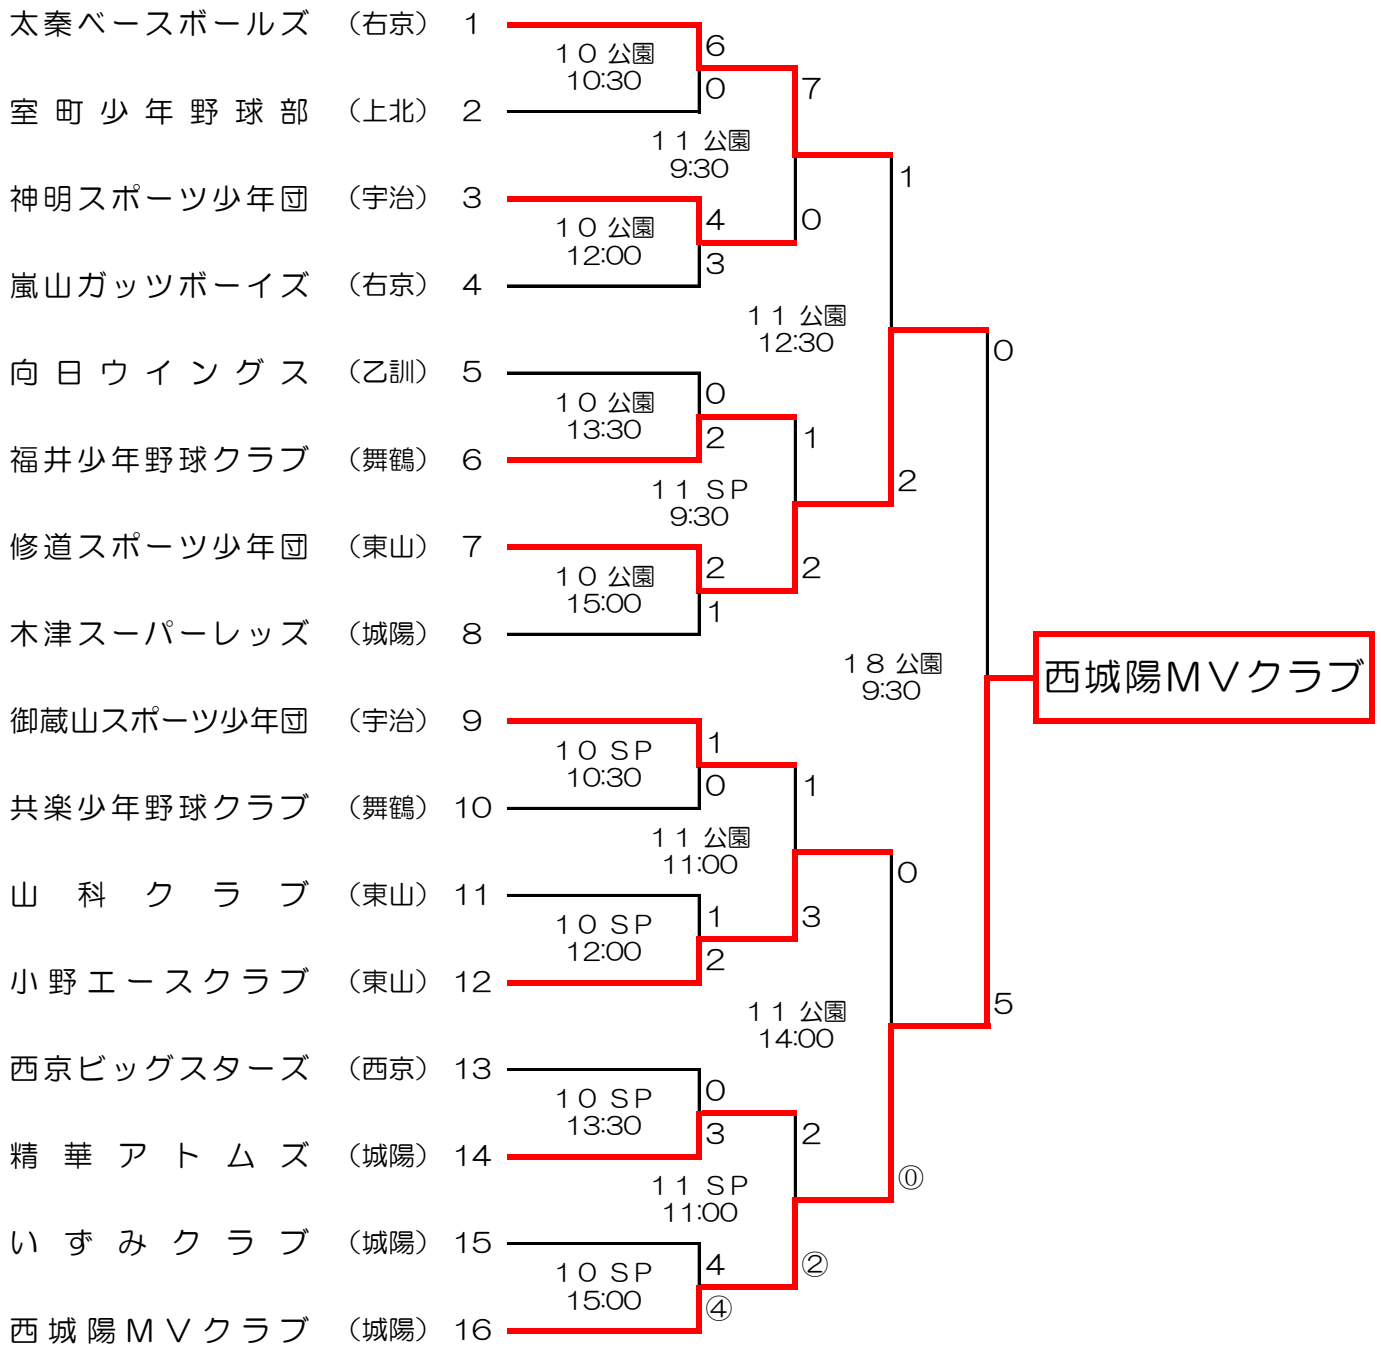 太秦ベースボールズ （右京） 1
10 公園
10:30
6
0
室町少年野球部 （上北） 2
7
11 公園
9:30
神明スポーツ少年団 （宇治） 3
10 公園
12:00
4
3
0
1
嵐山ガッツボーイズ （右京） 4
11 公園
12:30
向日ウイングス （乙訓） 5
10 公園
13:30
0
2
0
福井少年野球クラブ （舞鶴） 6
1
11 SP
9:30
2
修道スポーツ少年団 （東山） 7
10 公園
15:00
2
1
2
木津スーパーレッズ （城陽） 8
18 公園
9:30
西城陽MVクラブ
御蔵山スポーツ少年団 （宇治） 9
10 SP
10:30
1
0
1
共楽少年野球クラブ （舞鶴） 10
11 公園
11:00
0
山科クラブ （東山） 11
10 SP
12:00
1
2
3
小野エースクラブ （東山） 12
11 公園
14:00
5
西京ビッグスターズ （西京） 13
10 SP
13:30
0
3
2
精華アトムズ （城陽） 14
11 SP
11:00
⓪
いずみクラブ （城陽） 15
10 SP
15:00
4
④
②
西城陽MVクラブ （城陽） 16